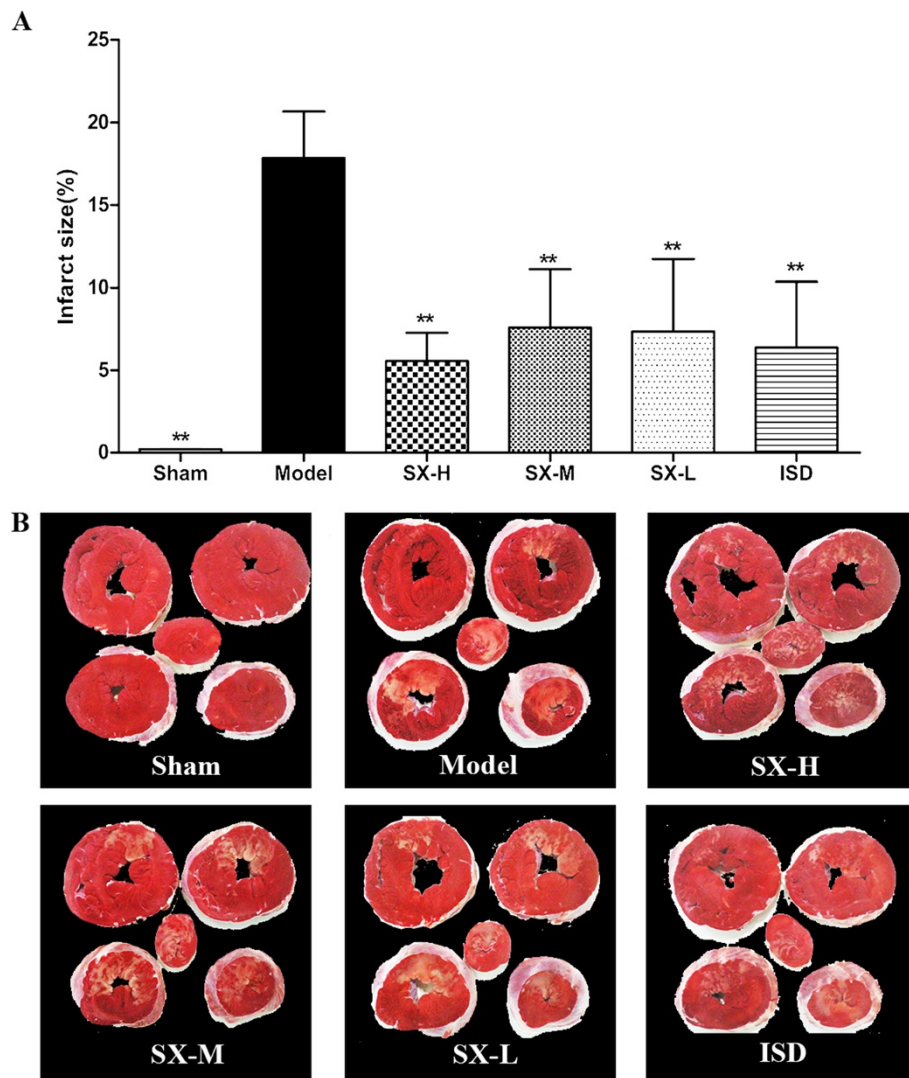 A
25
20
15
10
5
0
Infarct size(%)
**
**
**
**
**
Sham Model SX-H SX-M SX-L ISD
B
Sham Model SX-H
SX-M SX-L ISD